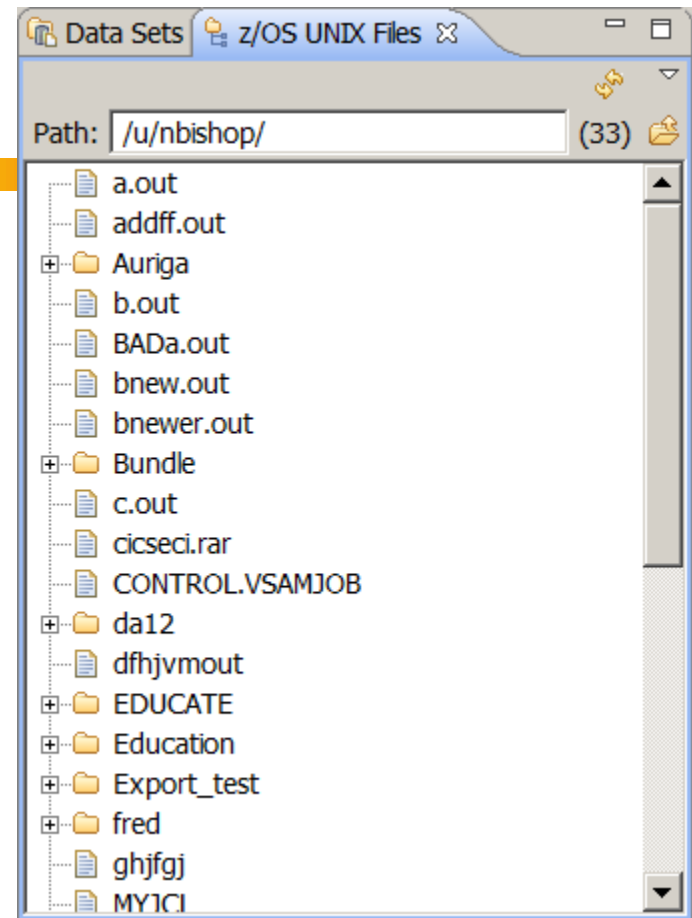 Data Sets z/OS UNIX Files
Path: /u/nbishop/ (33)
a.out
addff.out
Auriga
b.out
BADa.out
bnew.out
bnewer.out
Bundle
c.out
cicseci.rar
CONTROL.VSAMJOB
da12
dfhjvmout
EDUCATE
Education
Export_test
fred
ghjfgj
MYJCL